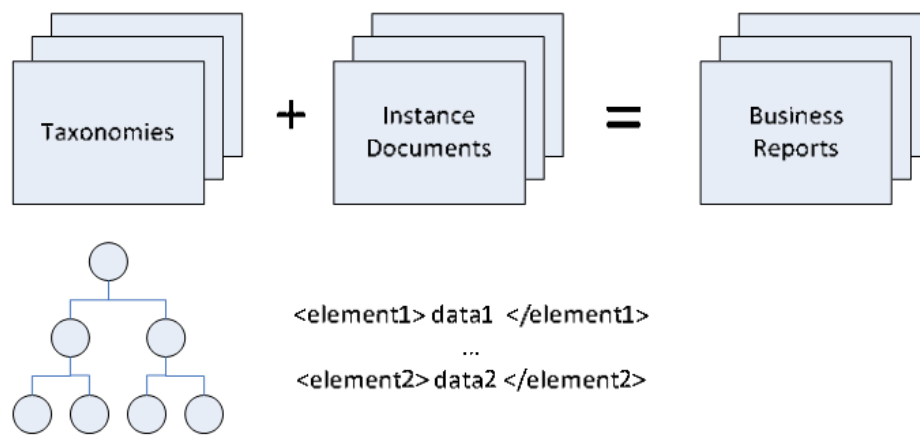 Taxonomies
+
Instance
Documents
=
Business
Reports
<element1> data1 </element1>
...
<element2> data2 </element2>